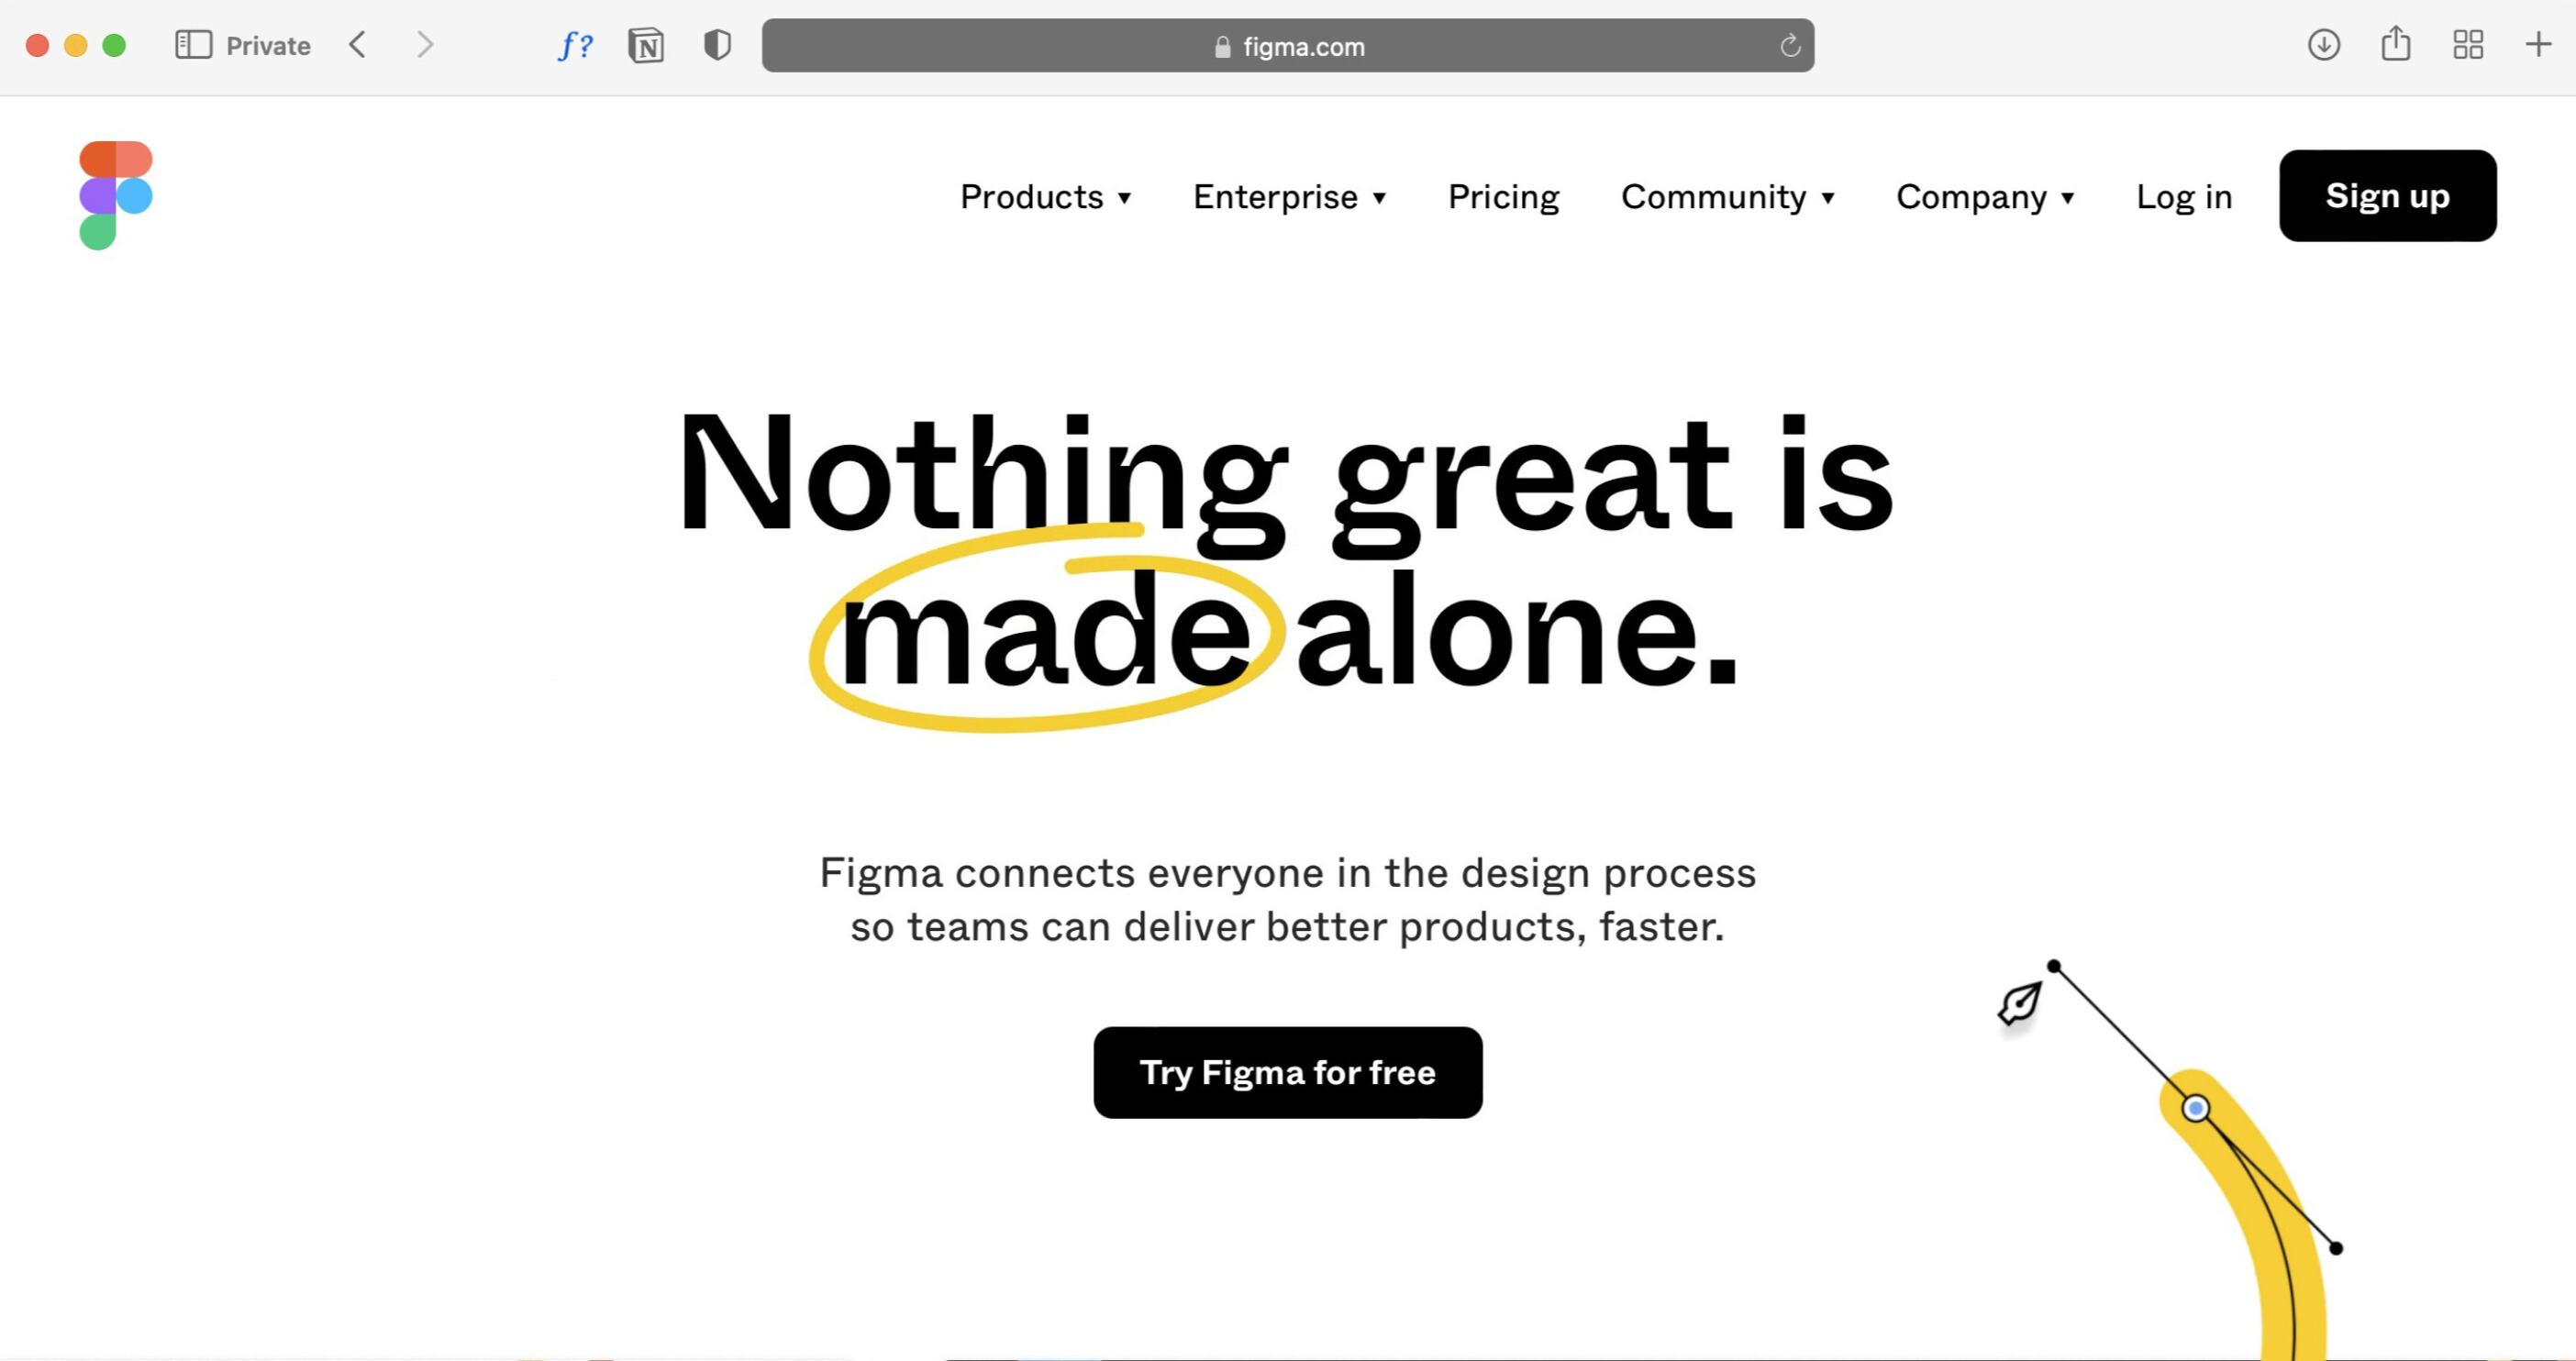 Private
f?
N
figma.com
Products Enterprise Pricing Community Company Log in Sign up
Nothing great is
made alone.
Figma connects everyone in the design process
so teams can deliver better products, faster.
Try Figma for free